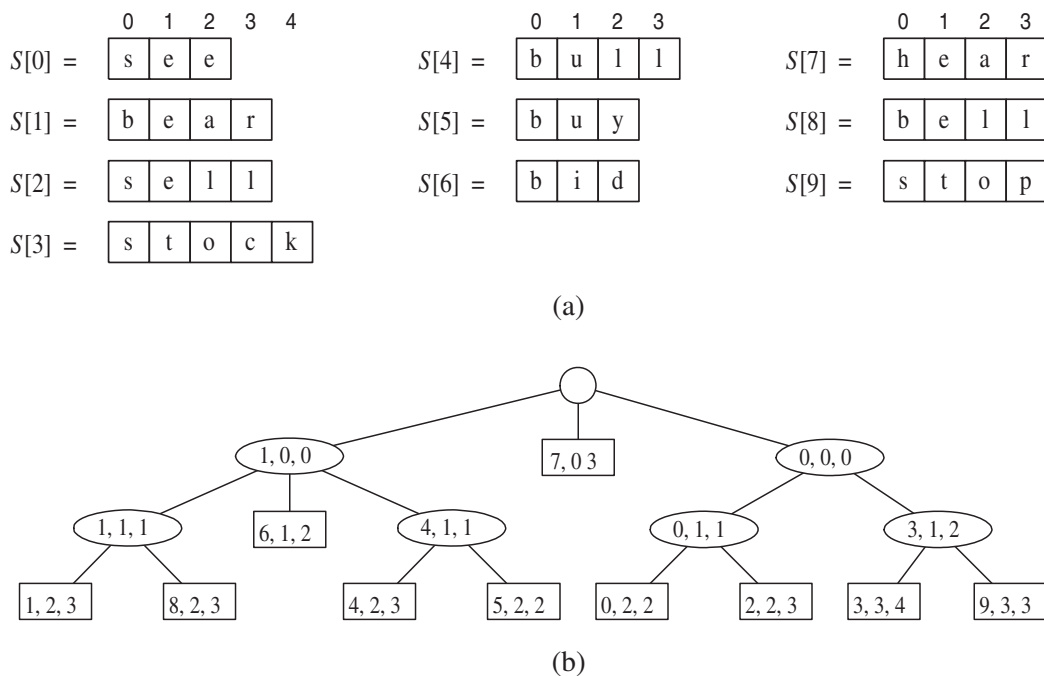 0 1 2 3 4
0 1 2 3
0 1 2 3
S[0] = s e e
S[4] = b u l l
S[7] = h e a r
S[1] = b e a r
S[5] = b u y
S[8] = b e l l
S[2] = s e l l
S[6] = b i d
S[9] = s t o p
S[3] = s t o c k
(a)
1, 0, 0
7, 0 3
0, 0, 0
1, 1, 1
6, 1, 2
4, 1, 1
0, 1, 1
3, 1, 2
1, 2, 3
8, 2, 3
4, 2, 3
5, 2, 2
0, 2, 2
2, 2, 3
3, 3, 4
9, 3, 3
(b)